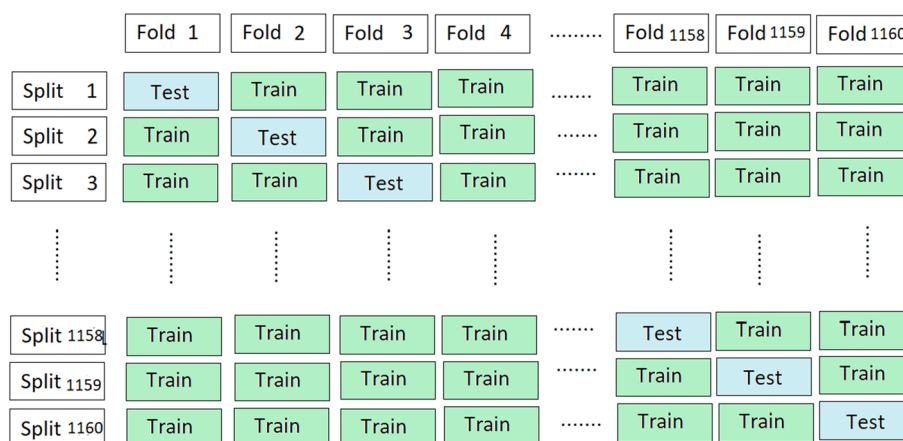 Fold 1 Fold 2 Fold 3 Fold 4 ......... Fold 1158 Fold 1159 Fold 1160
Split 1 Test Train Train Train ....... Train Train Train
Split 2 Train Test Train Train ....... Train Train Train
Split 3 Train Train Test Train ....... Train Train Train
Split 1158 Train Train Train Train ....... Test Train Train
Split 1159 Train Train Train Train ....... Train Test Train
Split 1160 Train Train Train Train ....... Train Train Test